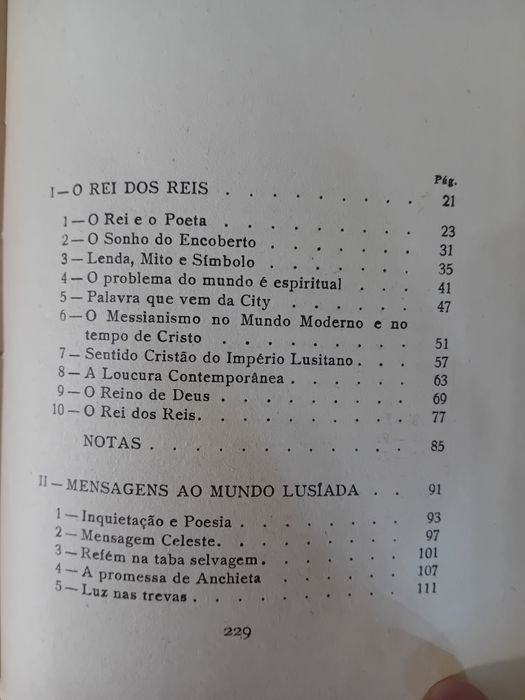 Pág.
I — O REI DOS REIS . . . . . . . . . 21
1 — O Rei e o Poeta . . . . . . . . . 23
2 — O Sonho do Encoberto . . . . . . . 31
3 — Lenda, Mito e Símbolo . . . . . . . 35
4 — O problema do mundo é espiritual . . . . 41
5 — Palavra que vem da City . . . . . . 47
6 — O Messianismo no Mundo Moderno e no
tempo de Cristo . . . . . . . . . 51
7 — Sentido Cristão do Império Lusitano . . . 57
8 — A Loucura Contemporânea . . . . . . 63
9 — O Reino de Deus . . . . . . . . . 69
10 — O Rei dos Reis. . . . . . . . . . 77
NOTAS . . . . . . . . . . . . 85
II — MENSAGENS AO MUNDO LUSÍADA . . 91
1 — Inquietação e Poesia . . . . . . . . 93
2 — Mensagem Celeste. . . . . . . . . 97
3 — Refém na taba selvagem . . . . . . . 101
4 — A promessa de Anchieta . . . . . . 107
5 — Luz nas trevas . . . . . . . . . . 111
229